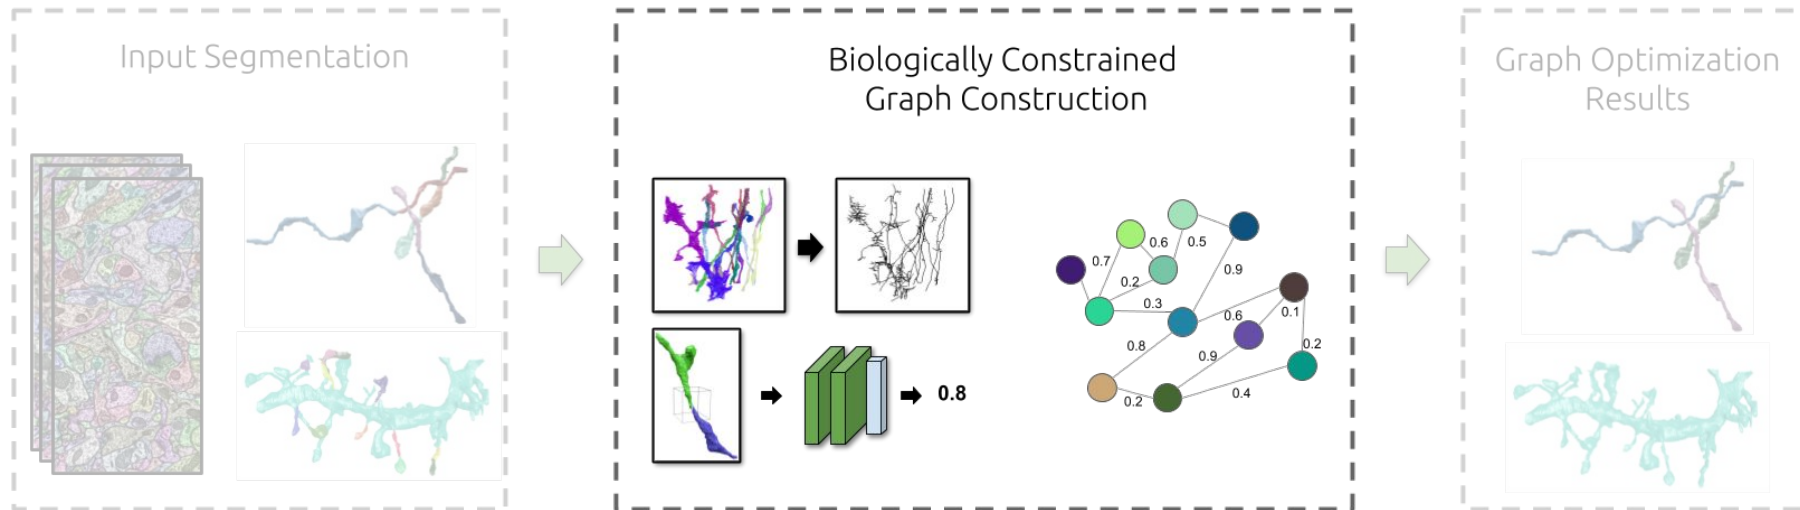 Input Segmentation
Biologically Constrained
Graph Construction
Graph Optimization
Results
0.8
0.6
0.5
0.7
0.2
0.9
0.3
0.6
0.1
0.8
0.9
0.2
0.4
0.2